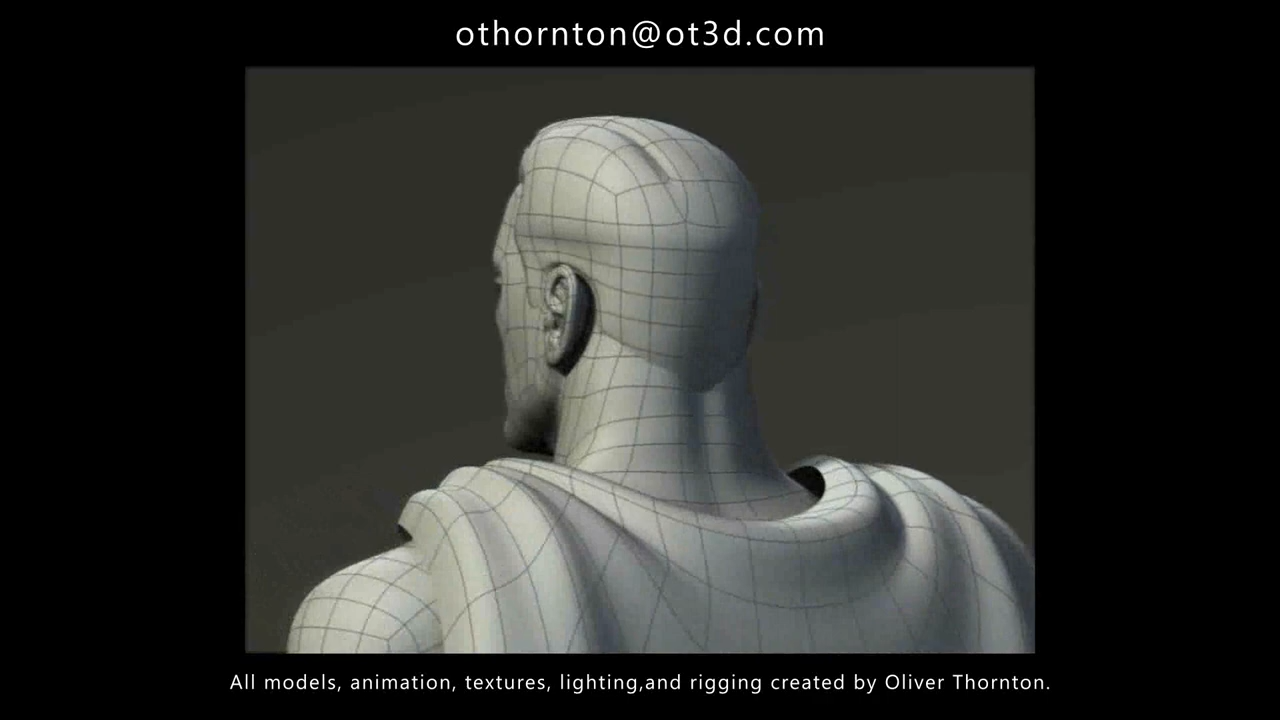 othornton@ot3d.com
All models, animation, textures, lighting,and rigging created by Oliver Thornton.